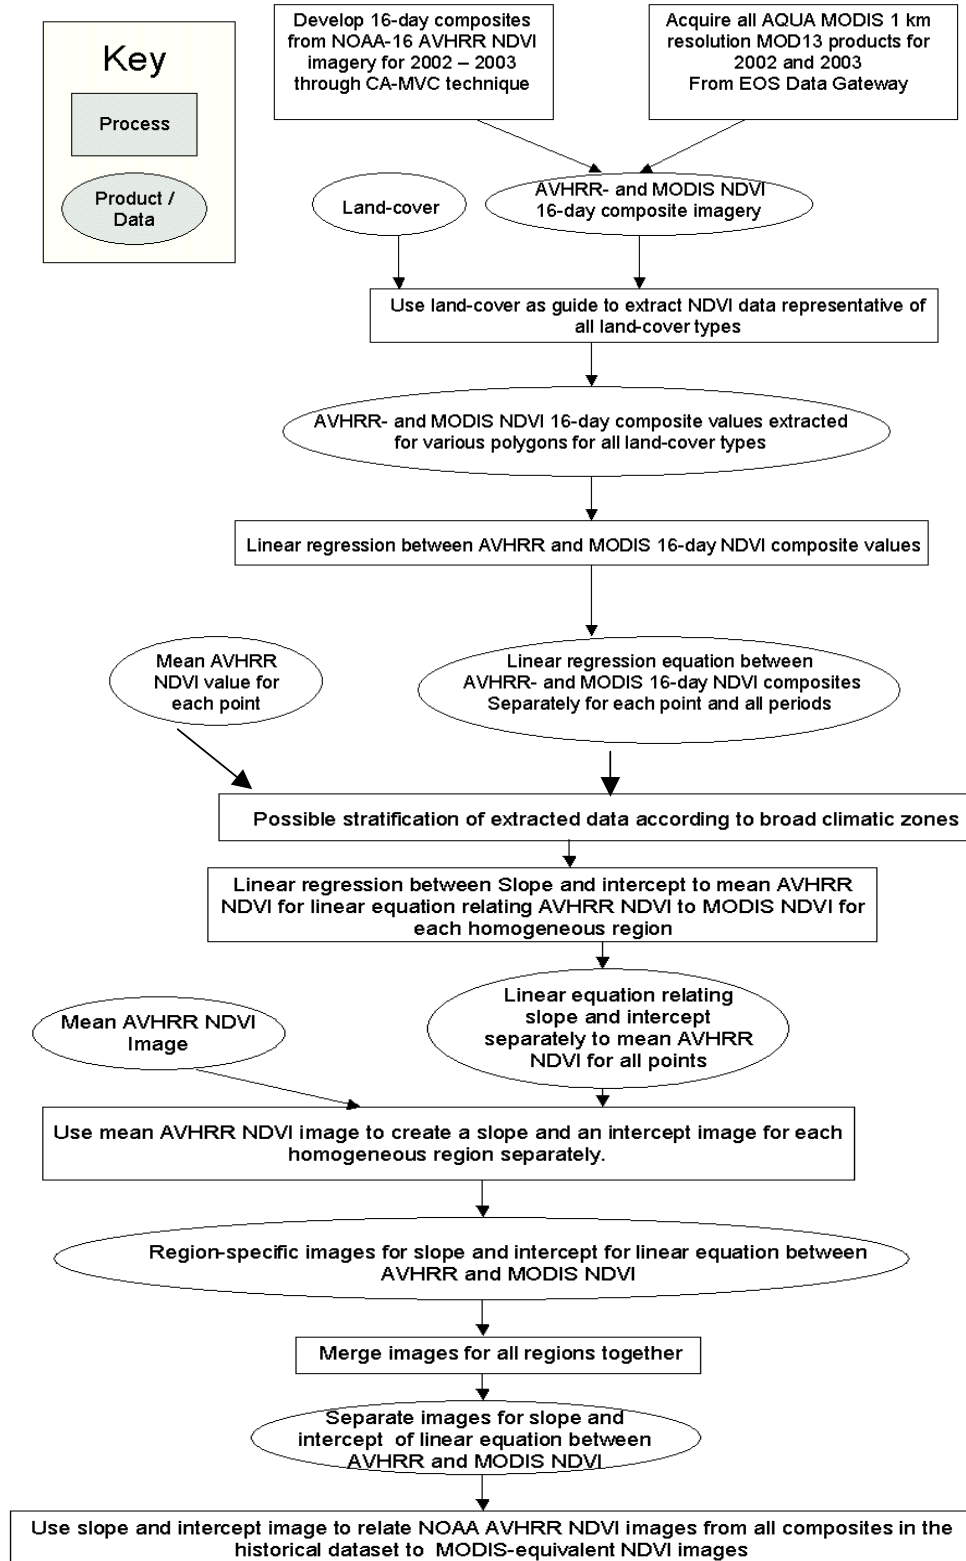 Key
Process
Product /
Data
Develop 16-day composites
from NOAA-16 AVHRR NDVI
imagery for 2002 – 2003
through CA-MVC technique
Acquire all AQUA MODIS 1 km
resolution MOD13 products for
2002 and 2003
From EOS Data Gateway
Land-cover
AVHRR- and MODIS NDVI
16-day composite imagery
Use land-cover as guide to extract NDVI data representative of
all land-cover types
AVHRR- and MODIS NDVI 16-day composite values extracted
for various polygons for all land-cover types
Linear regression between AVHRR and MODIS 16-day NDVI composite values
Mean AVHRR
NDVI value for
each point
Linear regression equation between
AVHRR- and MODIS 16-day NDVI composites
Separately for each point and all periods
Possible stratification of extracted data according to broad climatic zones
Linear regression between Slope and intercept to mean AVHRR
NDVI for linear equation relating AVHRR NDVI to MODIS NDVI for
each homogeneous region
Mean AVHRR NDVI
Image
Linear equation relating
slope and intercept
separately to mean AVHRR
NDVI for all points
Use mean AVHRR NDVI image to create a slope and an intercept image for each
homogeneous region separately.
Region-specific images for slope and intercept for linear equation between
AVHRR and MODIS NDVI
Merge images for all regions together
Separate images for slope and
intercept of linear equation between
AVHRR and MODIS NDVI
Use slope and intercept image to relate NOAA AVHRR NDVI images from all composites in the
historical dataset to MODIS-equivalent NDVI images